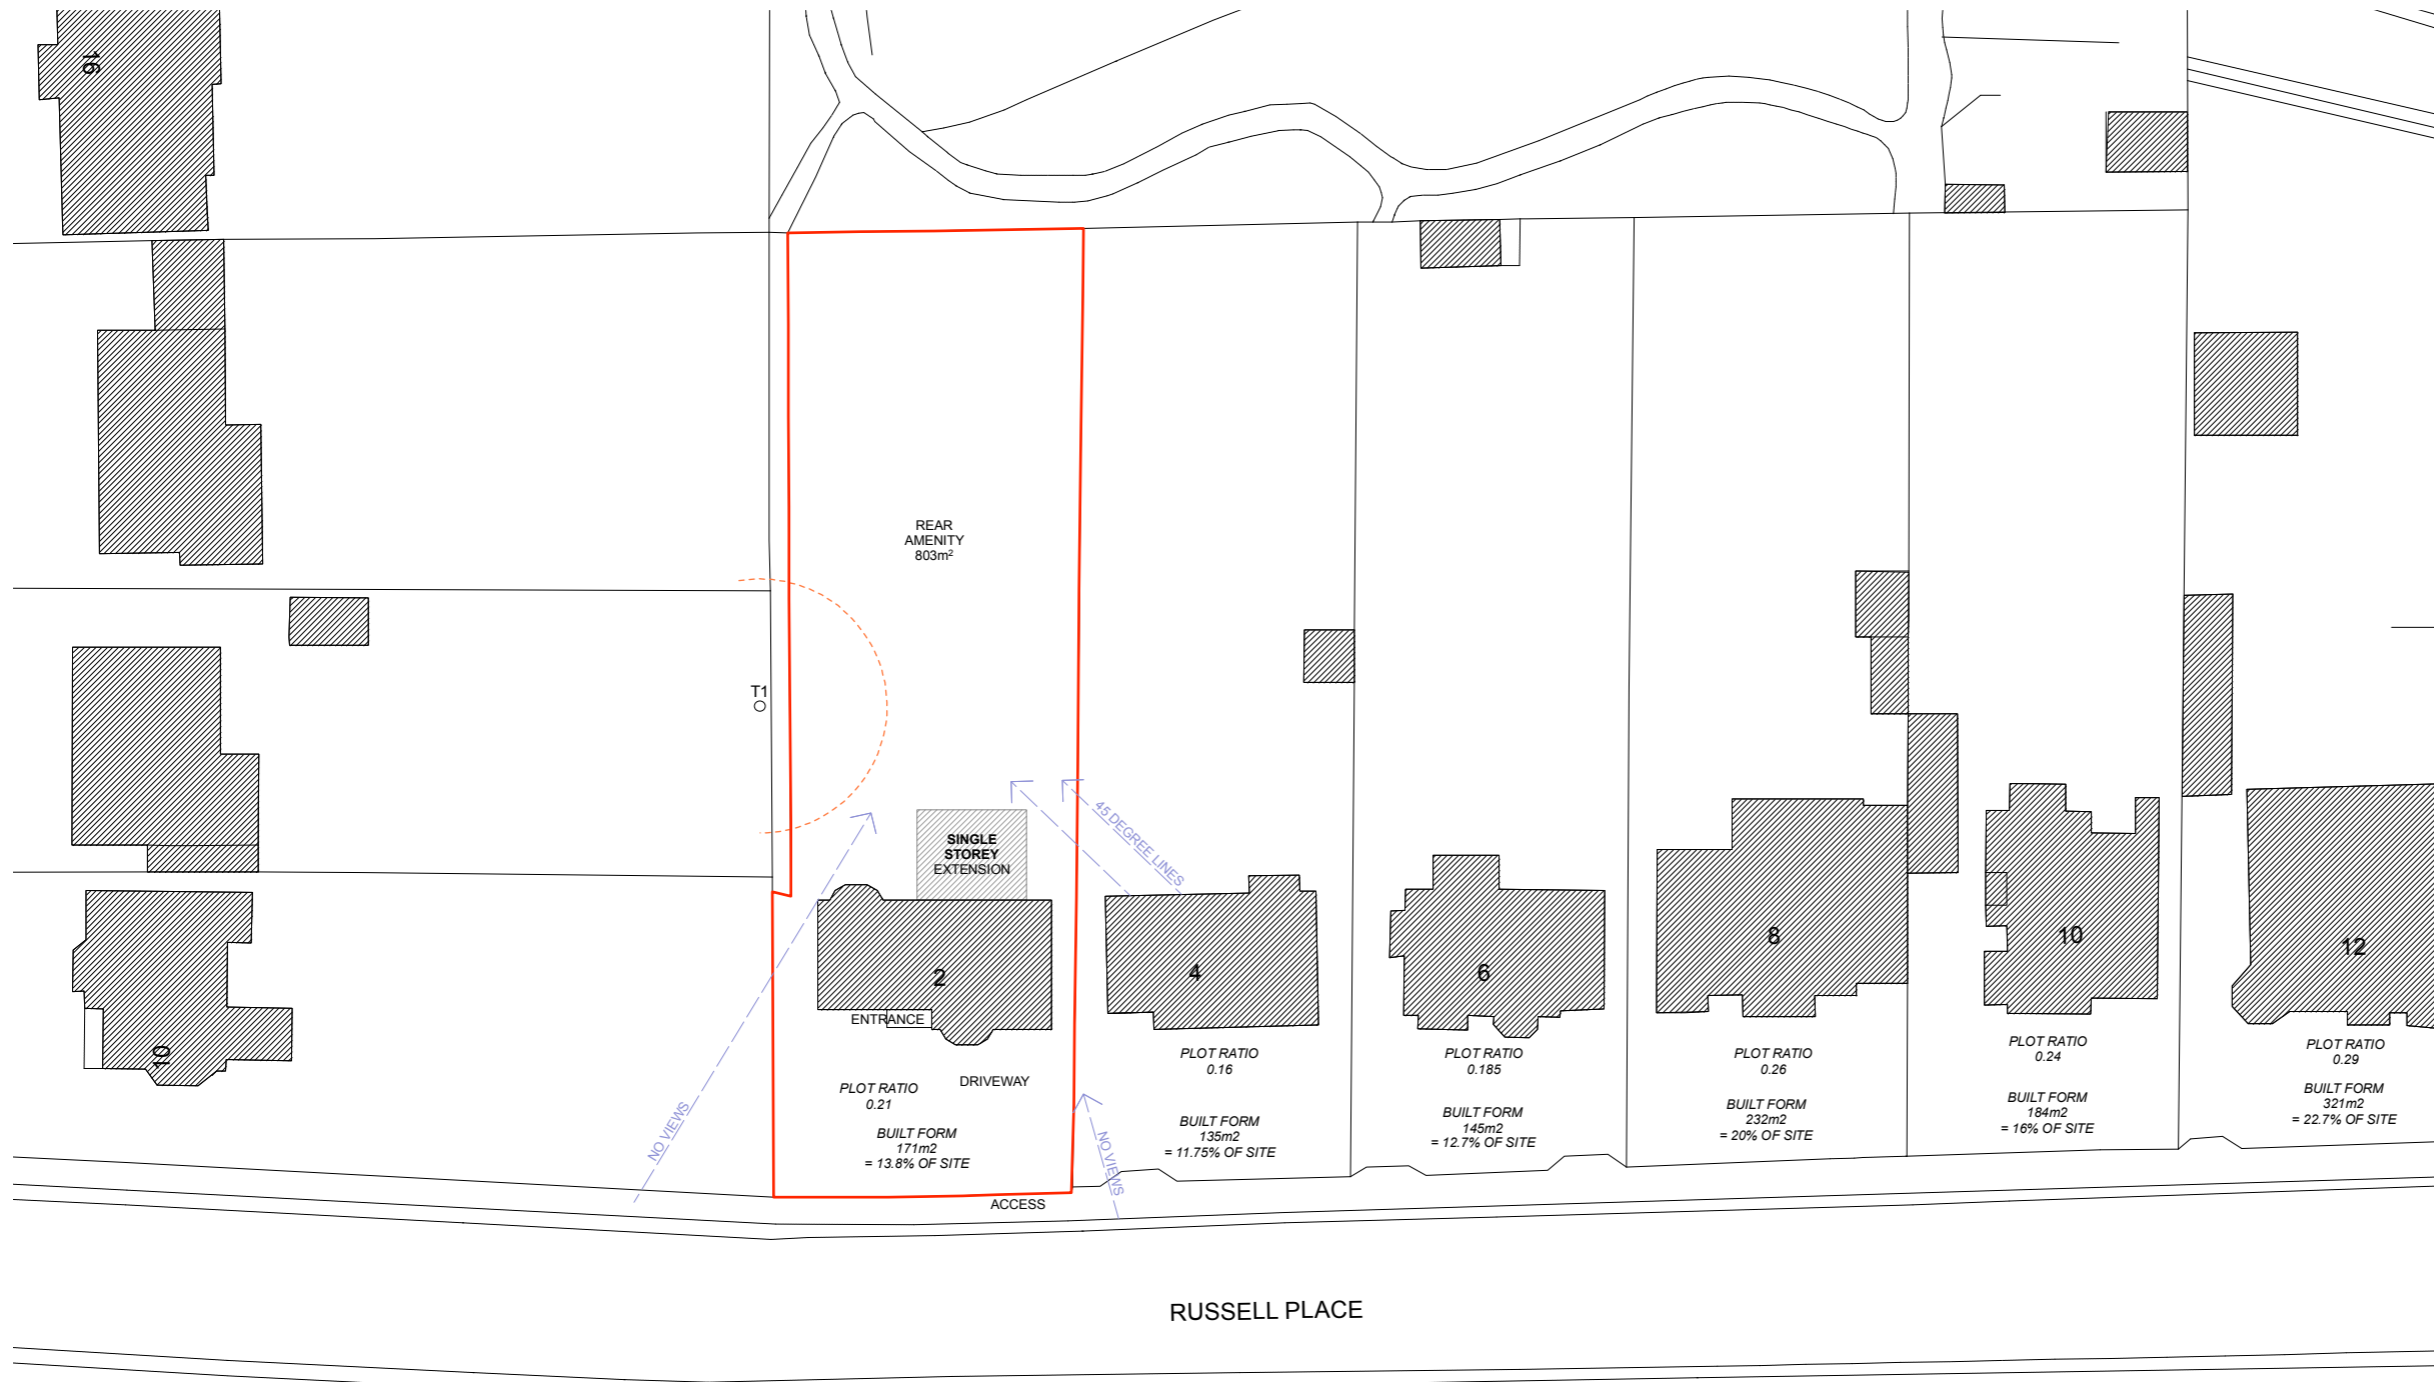 16
REAR
AMENITY
803m²
T1
45 DEGREE LINES
SINGLE
STOREY
EXTENSION
2
4
6
8
10
12
ENTRANCE
10
DRIVEWAY
PLOT RATIO
0.21
BUILT FORM
171m2
= 13.8% OF SITE
PLOT RATIO
0.16
BUILT FORM
135m2
= 11.75% OF SITE
PLOT RATIO
0.185
BUILT FORM
145m2
= 12.7% OF SITE
PLOT RATIO
0.26
BUILT FORM
232m2
= 20% OF SITE
PLOT RATIO
0.24
BUILT FORM
184m2
= 16% OF SITE
PLOT RATIO
0.29
BUILT FORM
321m2
= 22.7% OF SITE
NO VIEWS
NO VIEWS
ACCESS
RUSSELL PLACE